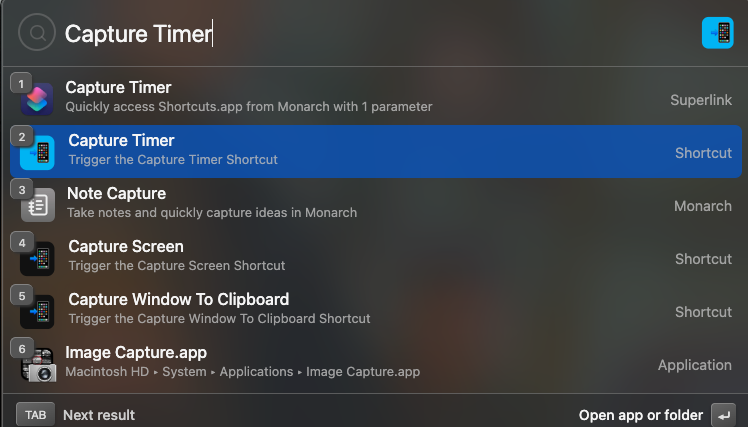 Capture Timer
1
Capture Timer
Quickly access Shortcuts.app from Monarch with 1 parameter
Superlink
2
Capture Timer
Trigger the Capture Timer Shortcut
Shortcut
3
Note Capture
Take notes and quickly capture ideas in Monarch
Monarch
4
Capture Screen
Trigger the Capture Screen Shortcut
Shortcut
5
Capture Window To Clipboard
Trigger the Capture Window To Clipboard Shortcut
Shortcut
6
Image Capture.app
Macintosh HD ▸ System ▸ Applications ▸ Image Capture.app
Application
TAB Next result
Open app or folder ↵